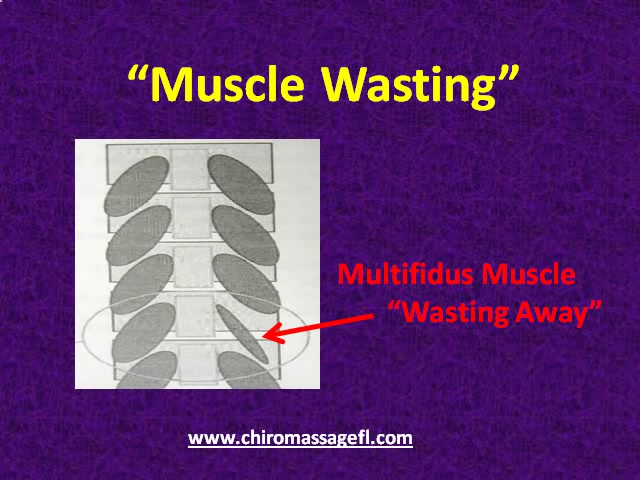 “Muscle Wasting”
Multifidus Muscle
“Wasting Away”
www.chiromassagefl.com